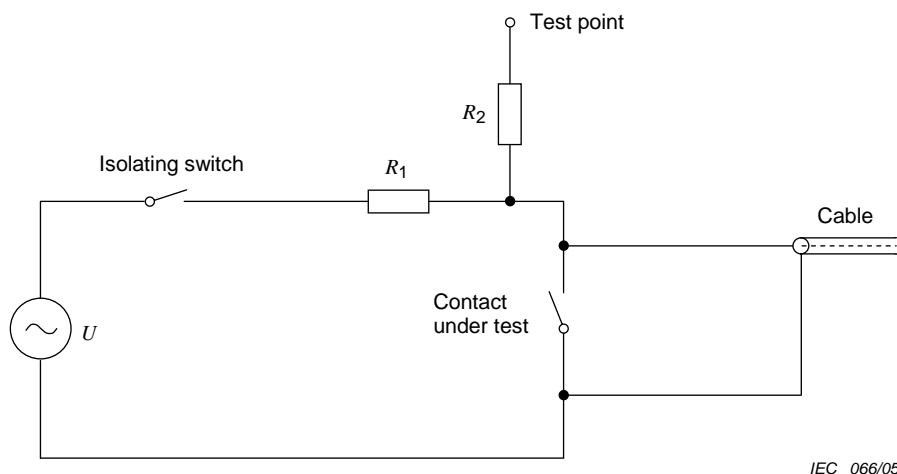 Test point
R2
Isolating switch
R1
Cable
Contact
under test
U
IEC 066/05